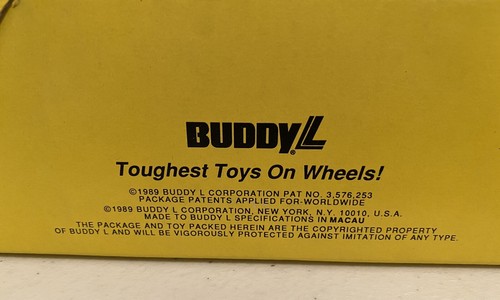 BUDDY L®
Toughest Toys On Wheels!
©1989 BUDDY L CORPORATION PAT NO. 3,576,253
PACKAGE PATENTS APPLIED FOR-WORLDWIDE
©1989 BUDDY L CORPORATION, NEW YORK, N.Y. 10010, U.S.A.
MADE TO BUDDY L SPECIFICATIONS IN MACAU
THE PACKAGE AND TOY PACKED HEREIN ARE THE COPYRIGHTED PROPERTY
OF BUDDY L AND WILL BE VIGOROUSLY PROTECTED AGAINST IMITATION OF ANY TYPE.